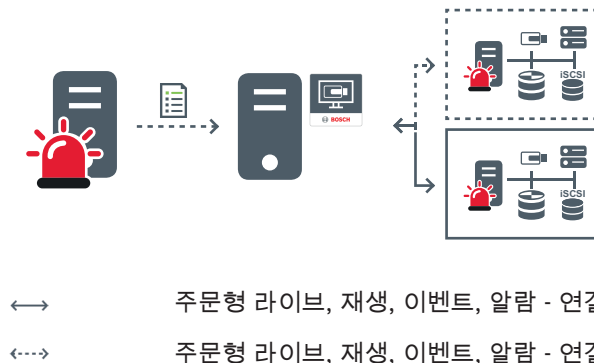 iSCSI
BOSCH
iSCSI
주문형 라이브, 재생, 이벤트, 알람 - 연결
주문형 라이브, 재생, 이벤트, 알람 - 연결